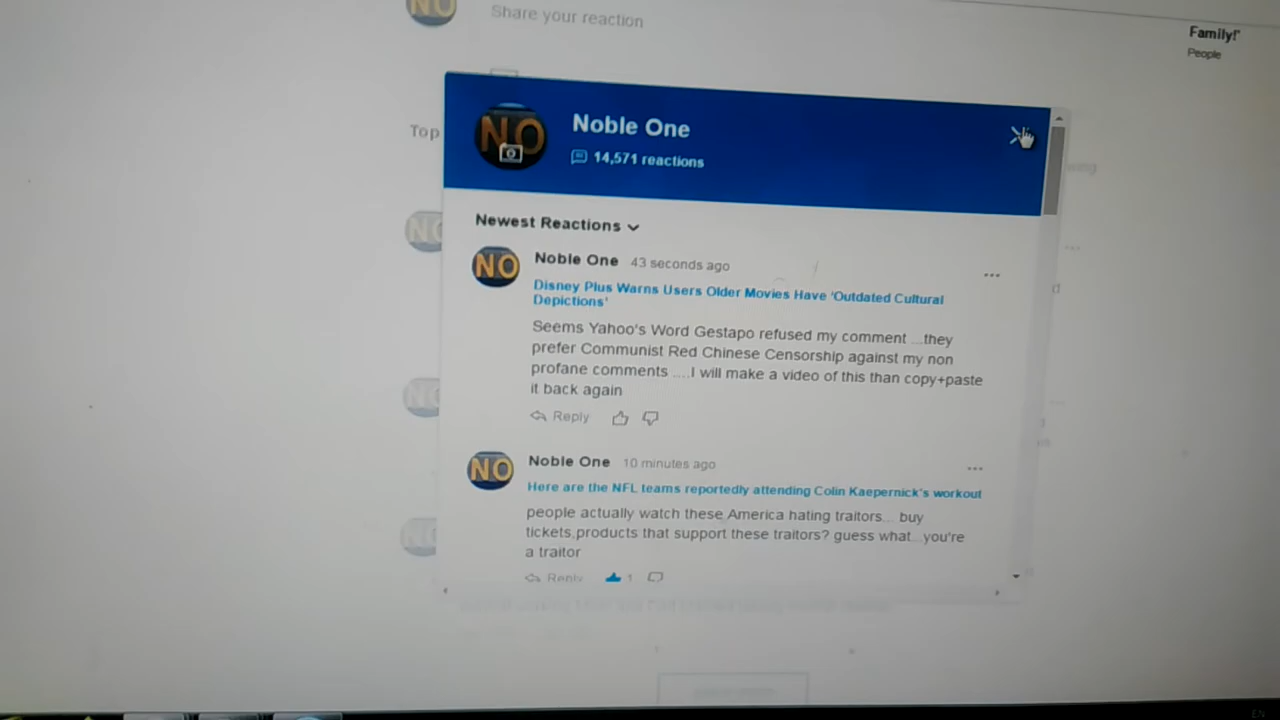 NO
Share your reaction
Family!'
People
Top
NO
Noble One
14,571 reactions
Newest Reactions
NO
Noble One 43 seconds ago
Disney Plus Warns Users Older Movies Have 'Outdated Cultural
Depictions'
Seems Yahoo's Word Gestapo refused my comment ...they
prefer Communist Red Chinese Censorship against my non
profane comments ....I will make a video of this than copy+paste
it back again
Reply
NO
Noble One 10 minutes ago
Here are the NFL teams reportedly attending Colin Kaepernick's workout
people actually watch these America hating traitors... buy
tickets,products that support these traitors? guess what...you're
a traitor
Reply 1
EN